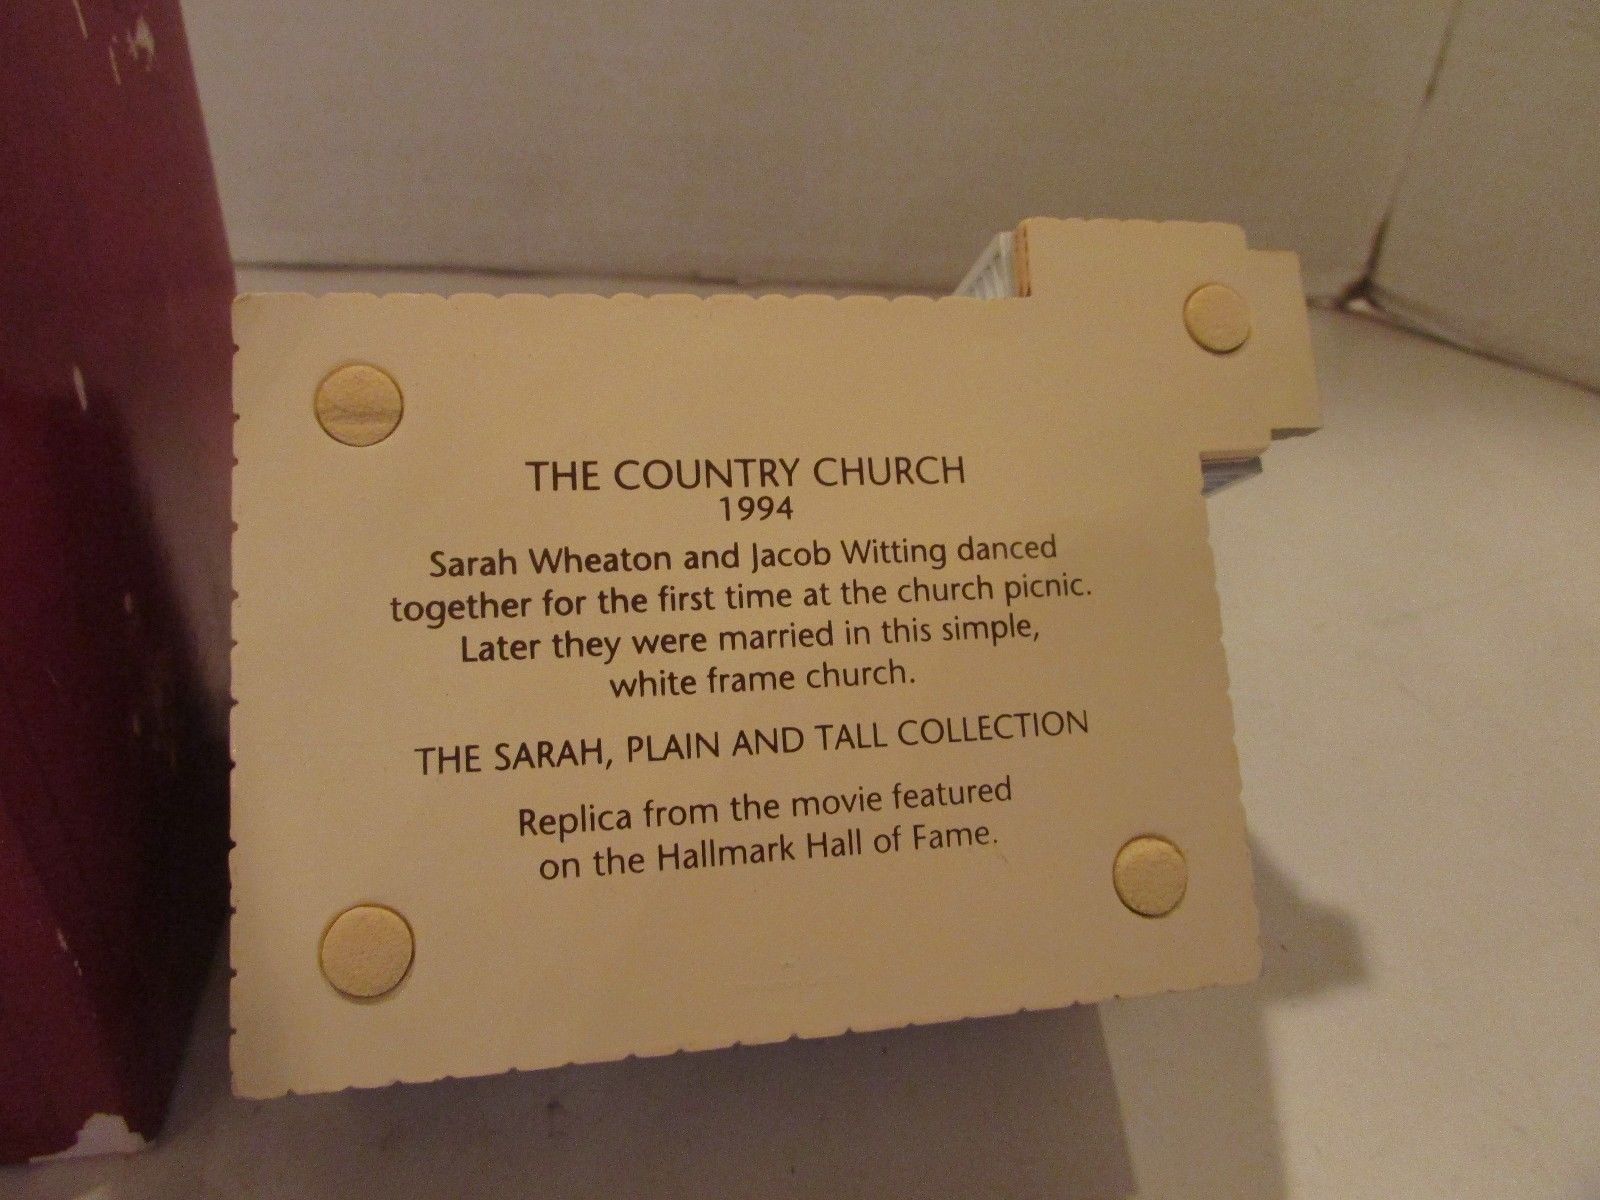 THE COUNTRY CHURCH
1994
Sarah Wheaton and Jacob Witting danced
together for the first time at the church picnic.
Later they were married in this simple,
white frame church.
THE SARAH, PLAIN AND TALL COLLECTION
Replica from the movie featured
on the Hallmark Hall of Fame.